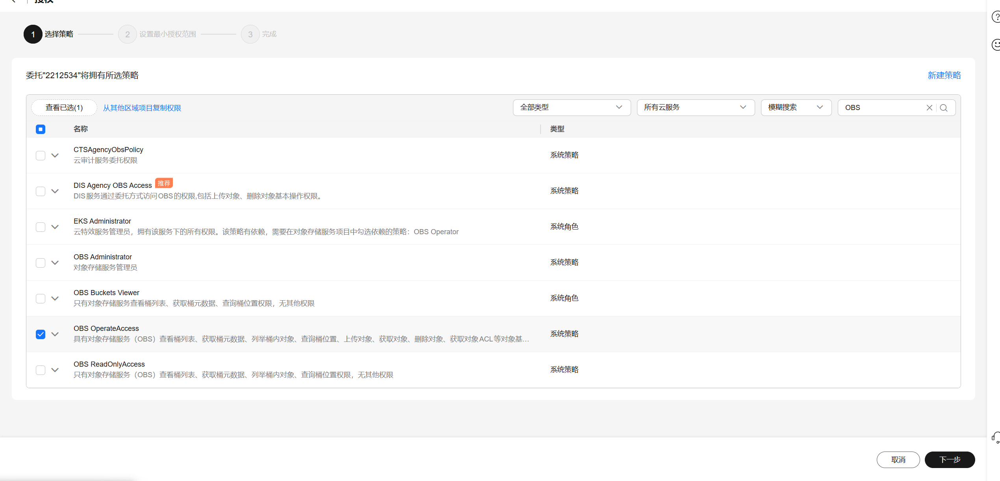 授权
1 选择策略 2 设置最小授权范围 3 完成
委托"2212534"将拥有所选策略 新建策略
查看已选(1) 从其他区域项目复制权限 全部类型 所有云服务 模糊搜索 OBS
名称 类型
CTSAgencyObsPolicy
云审计服务委托权限
系统策略
DIS Agency OBS Access 推荐
DIS服务通过委托方式访问OBS的权限,包括上传对象、删除对象基本操作权限。
系统策略
EKS Administrator
云特效服务管理员，拥有该服务下的所有权限。该策略有依赖，需要在对象存储服务项目中勾选依赖的策略：OBS Operator
系统角色
OBS Administrator
对象存储服务管理员
系统策略
OBS Buckets Viewer
只有对象存储服务查看桶列表、获取桶元数据、查询桶位置权限，无其他权限
系统角色
OBS OperateAccess
具有对象存储服务（OBS）查看桶列表、获取桶元数据、列举桶内对象、查询桶位置、上传对象、获取对象、删除对象、获取对象ACL等对象基...
系统策略
OBS ReadOnlyAccess
只有对象存储服务（OBS）查看桶列表、获取桶元数据、列举桶内对象、查询桶位置权限，无其他权限
系统策略
取消 下一步